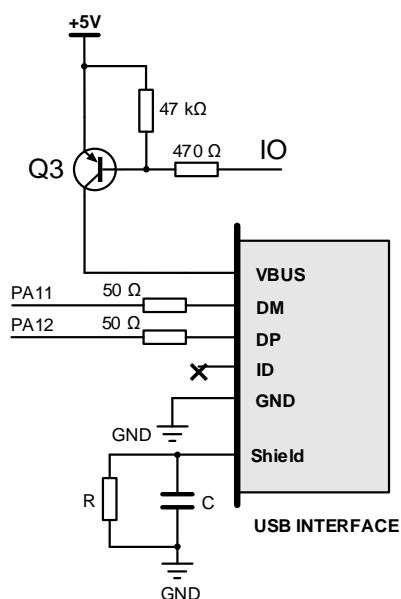 +5V
47 kΩ
Q3
470 Ω
IO
VBUS
PA11
50 Ω
DM
PA12
50 Ω
DP
ID
GND
GND
Shield
R
C
USB INTERFACE
GND